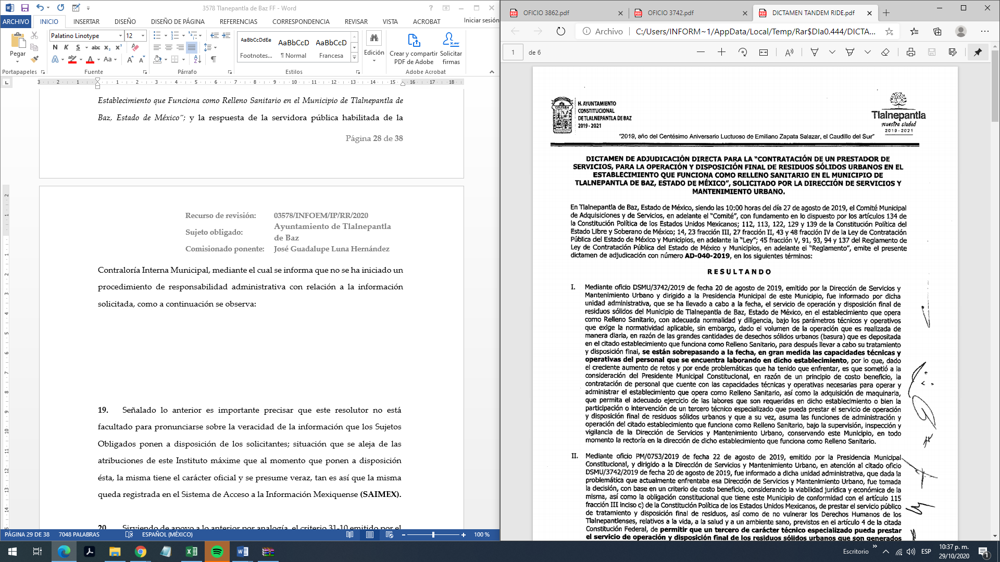 3578 Tlanepantla de Baz FF - Word
ARCHIVO INICIO INSERTAR DISEÑO DISEÑO DE PÁGINA REFERENCIAS CORRESPONDENCIA REVISAR VISTA ACROBAT Iniciar sesión
Pegar
Palatino Linotype 12
N K S abc x₂ x²
A A Aa A A
AaBbCcDdEe AaBbCcD AaBbCcD
Footnotes... ¶ Normal Francesa
Edición
Crear y compartir PDF de Adobe
Solicitar firmas
Portapapeles Fuente Párrafo Estilos Adobe Acrobat
3 2 1 1 2 3 4 5 6 7 8 9 10 11 12 13 14 15 16 17 18
Establecimiento que Funciona como Relleno Sanitario en el Municipio de Tlalnepantla de
Baz, Estado de México”; y la respuesta de la servidora pública habilitada de la
Página 28 de 38
Recurso de revisión: 03578/INFOEM/IP/RR/2020
Sujeto obligado: Ayuntamiento de Tlalnepantla
de Baz
Comisionado ponente: José Guadalupe Luna Hernández
Contraloría Interna Municipal, mediante el cual se informa que no se ha iniciado un
procedimiento de responsabilidad administrativa con relación a la información
solicitada, como a continuación se observa:
19. Señalado lo anterior es importante precisar que este resolutor no está
facultado para pronunciarse sobre la veracidad de la información que los Sujetos
Obligados ponen a disposición de los solicitantes; situación que se aleja de las
atribuciones de este Instituto máxime que al momento que ponen a disposición
ésta, la misma tiene el carácter oficial y se presume veraz, tan es así que la misma
queda registrada en el Sistema de Acceso a la Información Mexiquense (SAIMEX).
20. Sirviendo de apoyo a lo anterior por analogía, el criterio 31-10 emitido por el
PÁGINA 29 DE 38 7048 PALABRAS ESPAÑOL (MÉXICO) 100 %
OFICIO 3862.pdf OFICIO 3742.pdf DICTAMEN TANDEM RIDE.pdf
Archivo C:/Users/INFORM~1/AppData/Local/Temp/Rar$DIa0.444/DICTA...
1 de 6
H. AYUNTAMIENTO
CONSTITUCIONAL
DE TLALNEPANTLA DE BAZ
2019 - 2021
Tlalnepantla
nuestra ciudad
2019 - 2021
"2019, año del Centésimo Aniversario Luctuoso de Emiliano Zapata Salazar, el Caudillo del Sur"
DICTAMEN DE ADJUDICACIÓN DIRECTA PARA LA "CONTRATACIÓN DE UN PRESTADOR DE
SERVICIOS, PARA LA OPERACIÓN Y DISPOSICIÓN FINAL DE RESIDUOS SÓLIDOS URBANOS EN EL
ESTABLECIMIENTO QUE FUNCIONA COMO RELLENO SANITARIO EN EL MUNICIPIO DE
TLALNEPANTLA DE BAZ, ESTADO DE MÉXICO", SOLICITADO POR LA DIRECCIÓN DE SERVICIOS Y
MANTENIMIENTO URBANO.
En Tlalnepantla de Baz, Estado de México, siendo las 10:00 horas del día 27 de agosto de 2019, el Comité Municipal
de Adquisiciones y de Servicios, en adelante el "Comité", con fundamento en lo dispuesto por los artículos 134 de
la Constitución Política de los Estados Unidos Mexicanos; 112, 113, 122, 129 y 139 de la Constitución Política del
Estado Libre y Soberano de México; 14, 23 fracción III, 27 fracción II, 43 y 48 fracción IV de la Ley de Contratación
Pública del Estado de México y Municipios, en adelante la "Ley"; 45 fracción V, 91, 93, 94 y 137 del Reglamento de
Ley de Contratación Pública del Estado de México y Municipios, en adelante el "Reglamento", emite el presente
dictamen de adjudicación con número AD-040-2019, en los siguientes términos:
R E S U L T A N D O
I. Mediante oficio DSMU/3742/2019 de fecha 20 de agosto de 2019, emitido por la Dirección de Servicios y
Mantenimiento Urbano y dirigido a la Presidencia Municipal de este Municipio, fue informado por dicha
unidad administrativa, que se ha llevado a cabo a la fecha, el servicio de operación y disposición final de
residuos sólidos del Municipio de Tlalnepantla de Baz, Estado de México, en el establecimiento que opera
como Relleno Sanitario, con adecuada normalidad y diligencia, bajo los parámetros técnicos y operativos
que exige la normatividad aplicable, sin embargo, dado el volumen de la operación que es realizada de
manera diaria, en razón de las grandes cantidades de desechos sólidos urbanos (basura) que es depositada
en el citado establecimiento que funciona como Relleno Sanitario, para después llevar a cabo su tratamiento
y disposición final, se están sobrepasando a la fecha, en gran medida las capacidades técnicas y
operativas del personal que se encuentra laborando en dicho establecimiento, por lo que, dado
el creciente aumento de retos y por ende problemáticas que ha tenido que enfrentar, es que sometió a la
consideración del Presidente Municipal Constitucional, en razón de un principio de costo beneficio, la
contratación de personal que cuente con las capacidades técnicas y operativas necesarias para operar y
administrar el establecimiento que opera como Relleno Sanitario, así como la adquisición de maquinaria,
que permita el adecuado ejercicio de las labores que son requeridas en dicho establecimiento o bien la
participación o intervención de un tercero técnico especializado que pueda prestar el servicio de operación
y disposición final de residuos sólidos urbanos y que a su vez, asuma las funciones de administración y
operación del citado establecimiento que funciona como Relleno Sanitario, bajo la supervisión, inspección y
vigilancia de la Dirección de Servicios y Mantenimiento Urbano, conservando este Municipio, en todo
momento la rectoría en la dirección de dicho establecimiento que funciona como Relleno Sanitario.
II. Mediante oficio PM/0753/2019 de fecha 22 de agosto de 2019, emitido por la Presidencia Municipal
Constitucional, y dirigido a la Dirección de Servicios y Mantenimiento Urbano, en atención al citado oficio
DSMU/3742/2019 de fecha 20 de agosto de 2019, fue informado a dicha unidad administrativa, que dada la
problemática que actualmente enfrentaba esa Dirección de Servicios y Mantenimiento Urbano, fue tomada
la decisión, con base en un criterio de costo beneficio, considerando la viabilidad jurídica y económica de la
misma, así como la obligación constitucional que tiene este Municipio de conformidad con el artículo 115
fracción III inciso c) de la Constitución Política de los Estados Unidos Mexicanos, de prestar el servicio público
de tratamiento y disposición final de residuos, así como de no vulnerar los Derechos Humanos de los
Tlalnepantlenses, relativos a la vida, a la salud y a un ambiente sano, previstos en el artículo 4 de la citada
Constitución Federal, de permitir que un tercero de carácter técnico especializado pueda prestar
el servicio de operación y disposición final de los residuos sólidos urbanos que son generados
Escritorio ESP 10:37 p. m.
29/10/2020